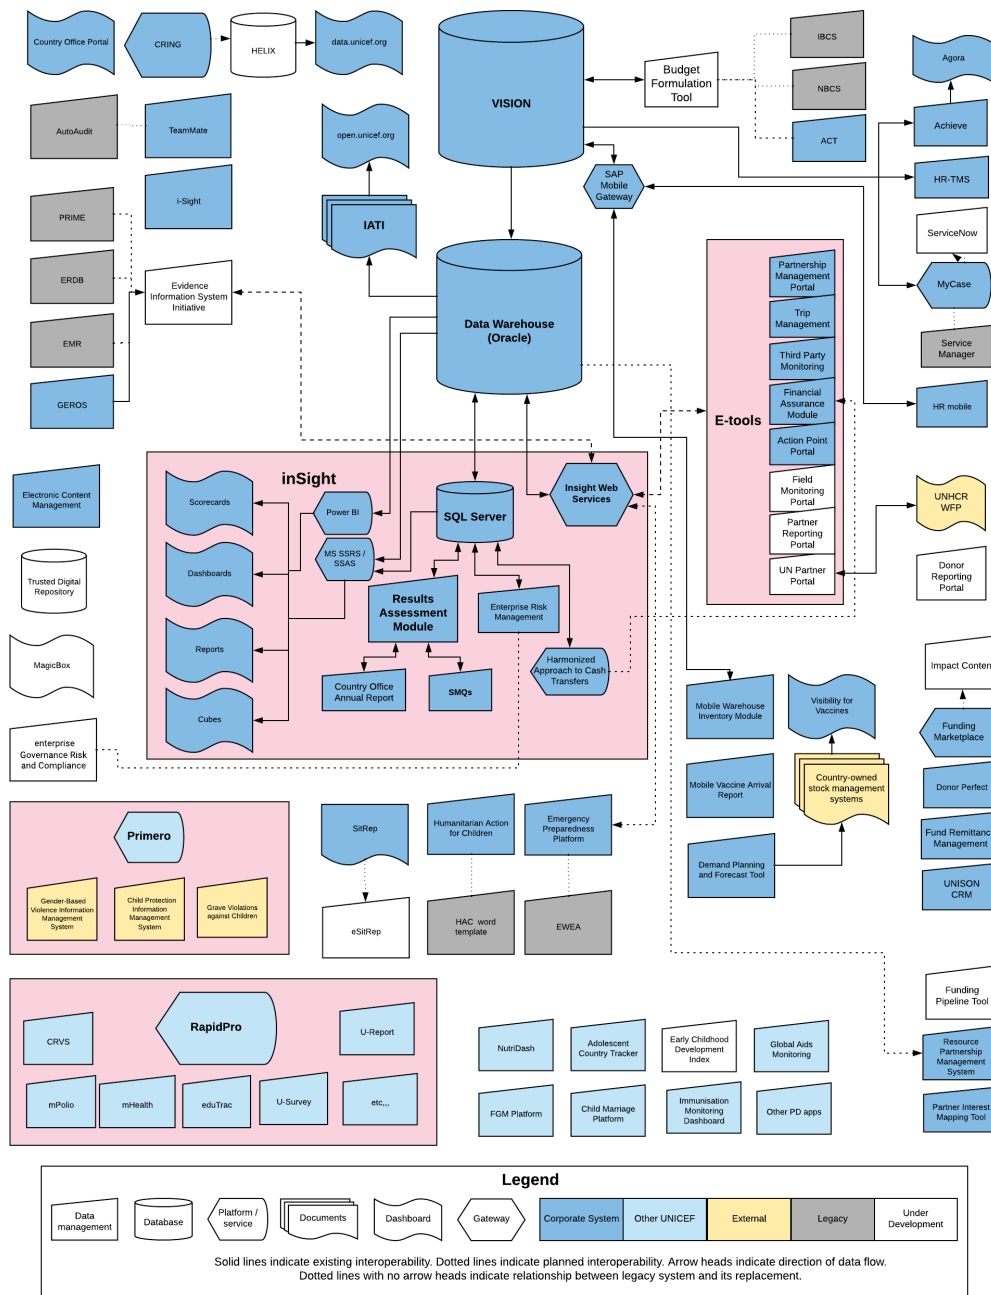 Country Office Portal
CRING
HELIX
data.unicef.org
VISION
Budget
Formulation
Tool
IBCS
NBCS
ACT
Agora
Achieve
HR-TMS
ServiceNow
MyCase
Service
Manager
HR mobile
AutoAudit
TeamMate
i-Sight
open.unicef.org
IATI
SAP
Mobile
Gateway
PRIME
ERDB
EMR
GEROS
Evidence
Information System
Initiative
Data Warehouse
(Oracle)
E-tools
Partnership
Management
Portal
Trip
Management
Third Party
Monitoring
Financial
Assurance
Module
Action Point
Portal
Field
Monitoring
Portal
Partner
Reporting
Portal
UN Partner
Portal
UNHCR
WFP
Donor
Reporting
Portal
Electronic Content
Management
Trusted Digital
Repository
MagicBox
enterprise
Governance Risk
and Compliance
inSight
Scorecards
Dashboards
Reports
Cubes
Power BI
MS SSRS /
SSAS
SQL Server
Insight Web
Services
Results
Assessment
Module
Enterprise Risk
Management
Country Office
Annual Report
SMQs
Harmonized
Approach to Cash
Transfers
Mobile Warehouse
Inventory Module
Visibility for
Vaccines
Mobile Vaccine Arrival
Report
Country-owned
stock management
systems
Demand Planning
and Forecast Tool
Impact Content
Funding
Marketplace
Donor Perfect
Fund Remittance
Management
UNISON
CRM
Primero
Gender-Based
Violence Information
Management
System
Child Protection
Information
Management
System
Grave Violations
against Children
SitRep
eSitRep
Humanitarian Action
for Children
HAC word
template
Emergency
Preparedness
Platform
EWEA
RapidPro
CRVS
U-Report
mPolio
mHealth
eduTrac
U-Survey
etc,,,
NutriDash
Adolescent
Country Tracker
Early Childhood
Development
Index
Global Aids
Monitoring
FGM Platform
Child Marriage
Platform
Immunisation
Monitoring
Dashboard
Other PD apps
Funding
Pipeline Tool
Resource
Partnership
Management
System
Partner Interest
Mapping Tool
Legend
Data
management
Database
Platform /
service
Documents
Dashboard
Gateway
Corporate System
Other UNICEF
External
Legacy
Under
Development
Solid lines indicate existing interoperability. Dotted lines indicate planned interoperability. Arrow heads indicate direction of data flow.
Dotted lines with no arrow heads indicate relationship between legacy system and its replacement.